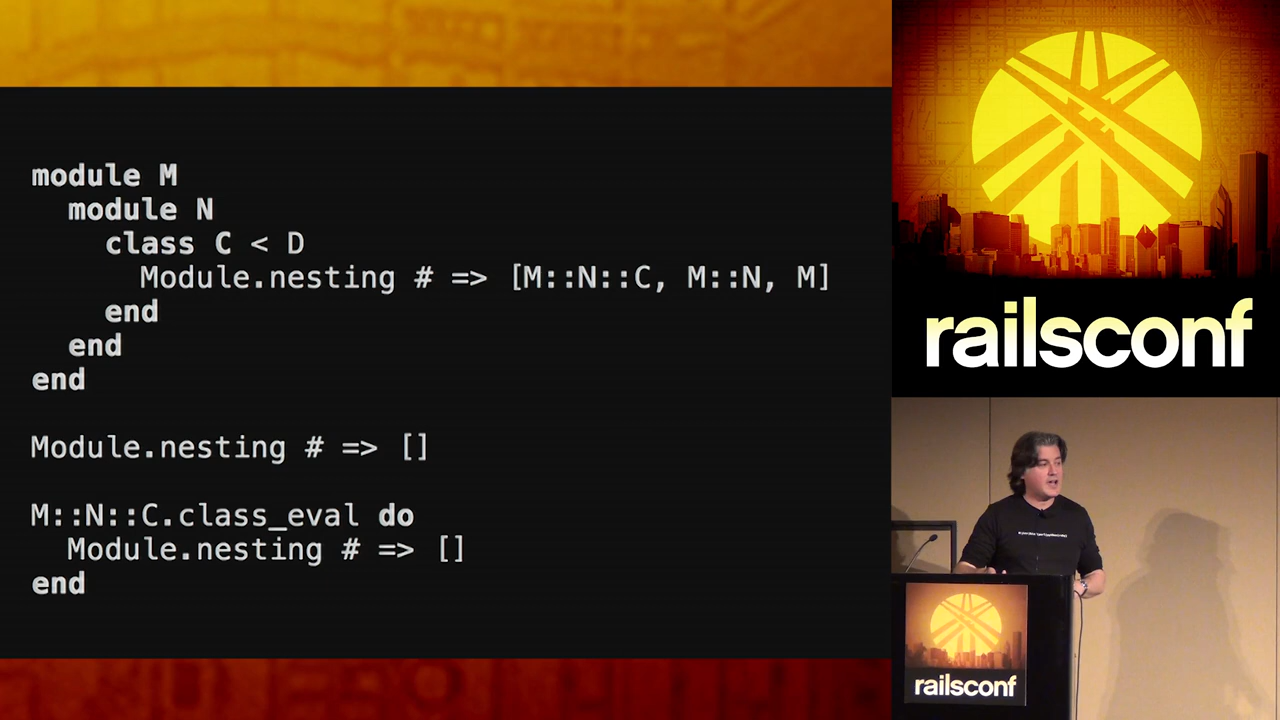 module M
  module N
    class C < D
      Module.nesting # => [M::N::C, M::N, M]
    end
  end
end
Module.nesting # => []
M::N::C.class_eval do
  Module.nesting # => []
end
railsconf
railsconf